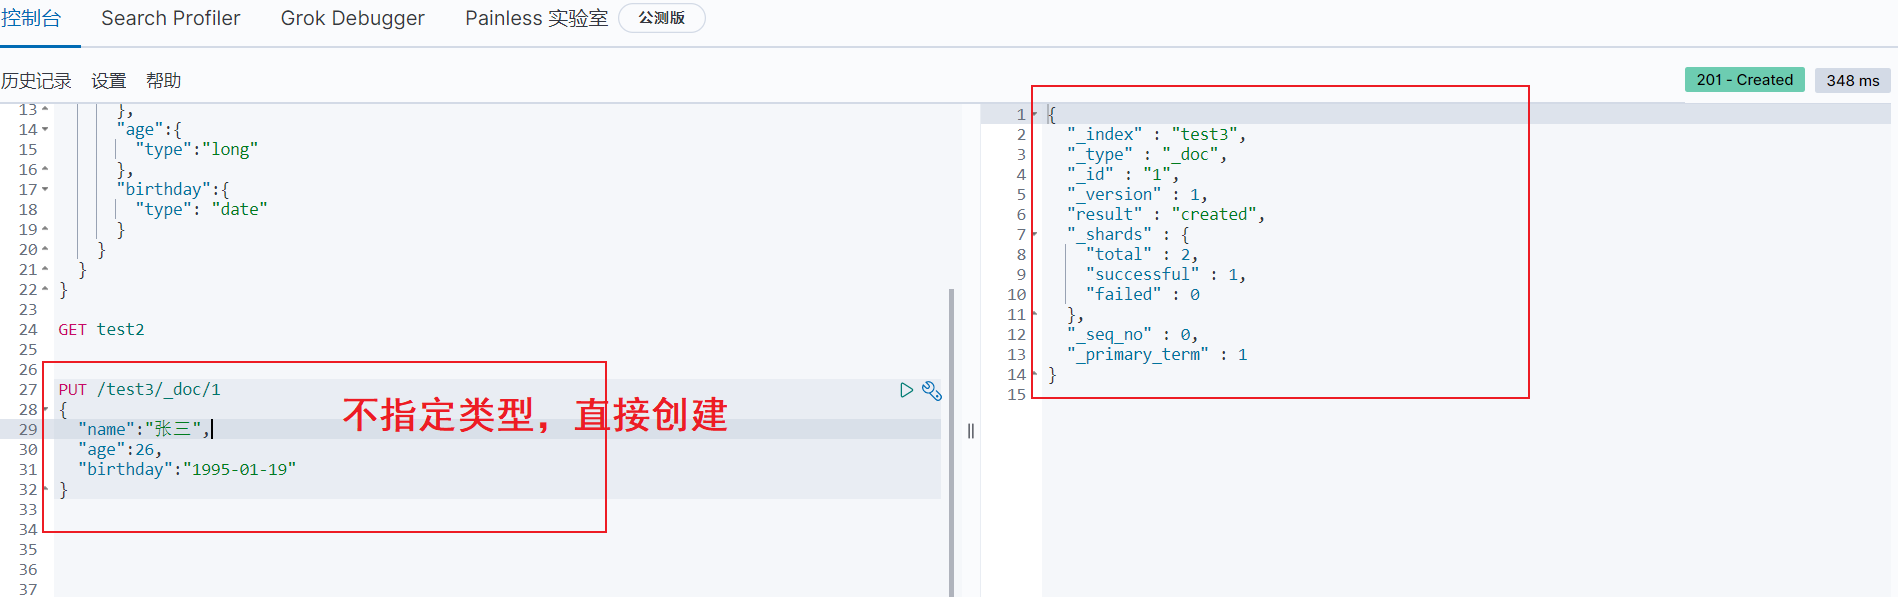 控制台 Search Profiler Grok Debugger Painless 实验室 公测版
历史记录 设置 帮助
201 - Created 348 ms
13 },
14 "age":{
15 "type":"long"
16 },
17 "birthday":{
18 "type": "date"
19 }
20 }
21 }
22 }
23
24 GET test2
25
26
27 PUT /test3/_doc/1
28 {
29 "name":"张三",
30 "age":26,
31 "birthday":"1995-01-19"
32 }
33
34
35
36
37
不指定类型，直接创建
1 {
2 "_index" : "test3",
3 "_type" : "_doc",
4 "_id" : "1",
5 "_version" : 1,
6 "result" : "created",
7 "_shards" : {
8 "total" : 2,
9 "successful" : 1,
10 "failed" : 0
11 },
12 "_seq_no" : 0,
13 "_primary_term" : 1
14 }
15